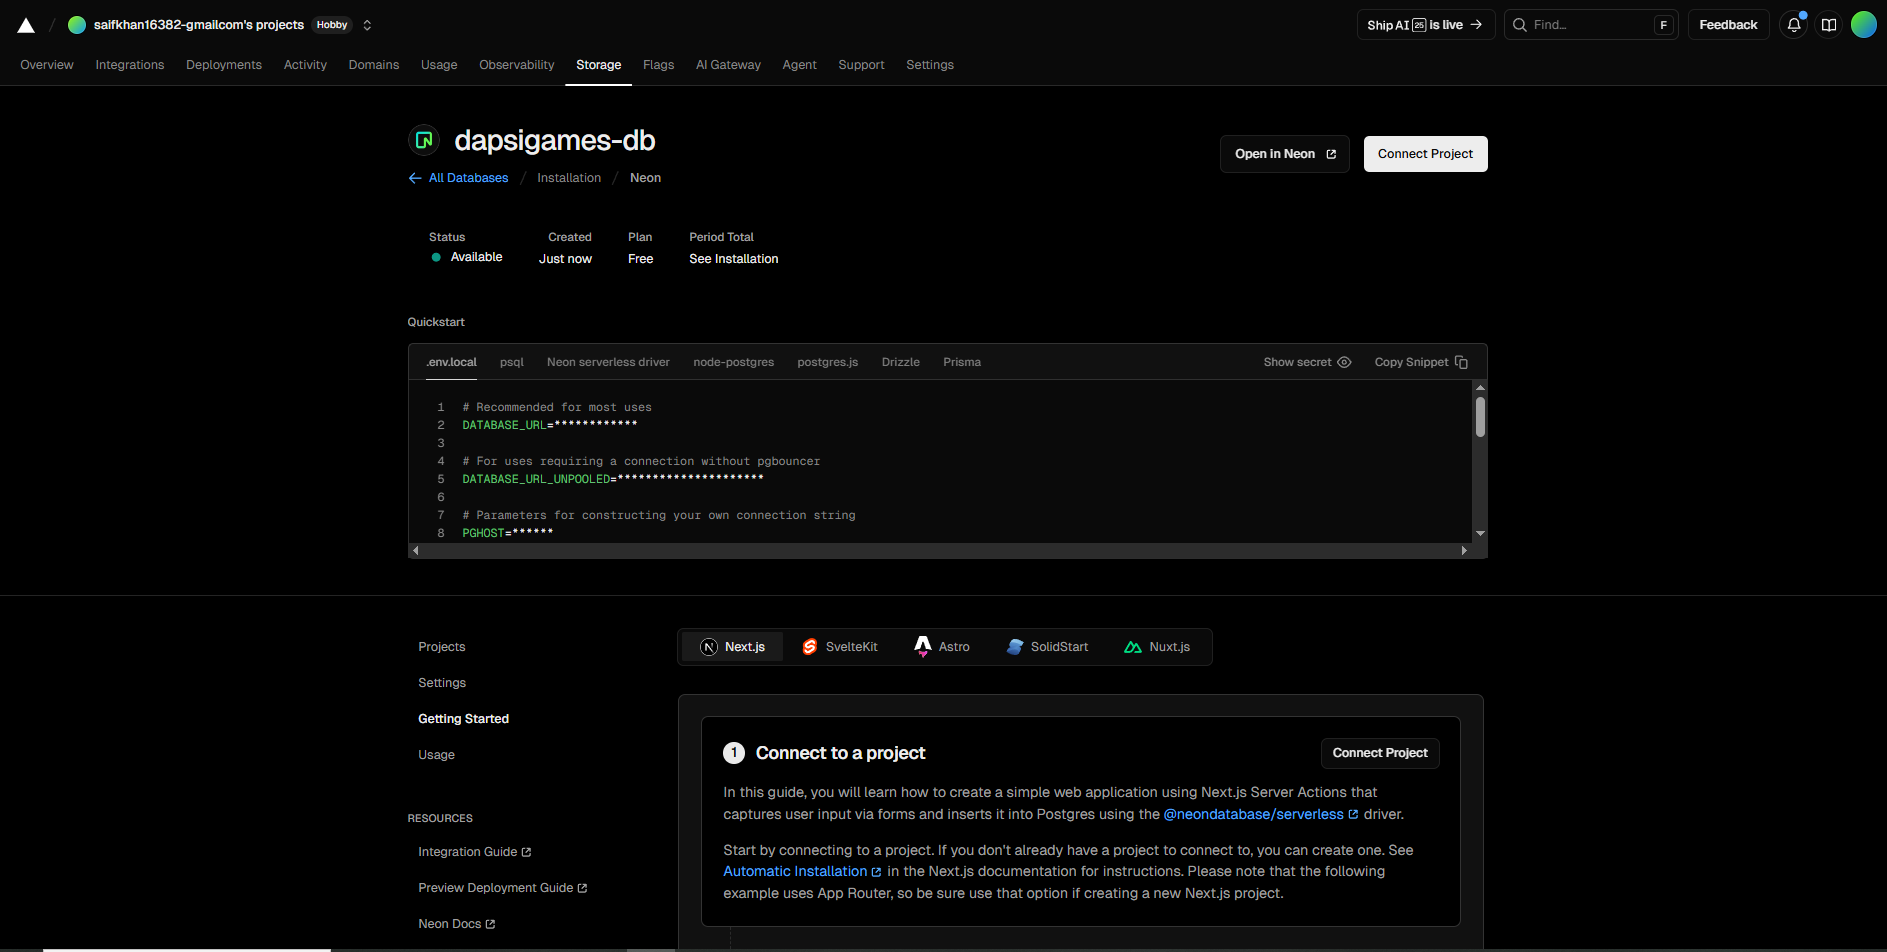 saifkhan16382-gmailcom's projects Hobby
Ship AI 25 is live →
Find... F
Feedback
Overview Integrations Deployments Activity Domains Usage Observability Storage Flags AI Gateway Agent Support Settings
dapsigames-db
Open in Neon
Connect Project
← All Databases / Installation / Neon
Status Created Plan Period Total
Available Just now Free See Installation
Quickstart
.env.local psql Neon serverless driver node-postgres postgres.js Drizzle Prisma Show secret Copy Snippet
1 # Recommended for most uses
2 DATABASE_URL=************
3
4 # For uses requiring a connection without pgbouncer
5 DATABASE_URL_UNPOOLED=*********************
6
7 # Parameters for constructing your own connection string
8 PGHOST=******
Projects
Settings
Getting Started
Usage
RESOURCES
Integration Guide
Preview Deployment Guide
Neon Docs
Next.js SvelteKit Astro SolidStart Nuxt.js
1 Connect to a project
Connect Project
In this guide, you will learn how to create a simple web application using Next.js Server Actions that
captures user input via forms and inserts it into Postgres using the @neondatabase/serverless driver.
Start by connecting to a project. If you don't already have a project to connect to, you can create one. See
Automatic Installation in the Next.js documentation for instructions. Please note that the following
example uses App Router, so be sure use that option if creating a new Next.js project.